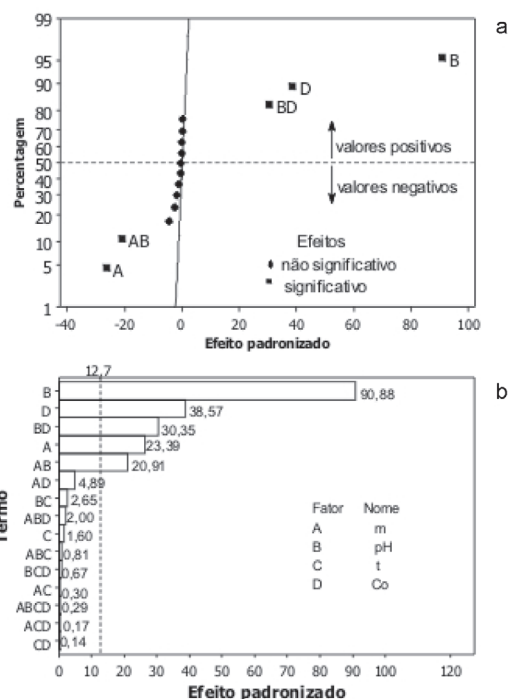 a
99
95
90
80
70
60
50
40
30
20
10
5
1
Percentagem
B
D
BD
valores positivos
valores negativos
AB
A
Efeitos
não significativo
significativo
-40 -20 0 20 40 60 80 100
Efeito padronizado
b
12,7
B 90,88
D 38,57
BD 30,35
A 23,39
AB 20,91
AD 4,89
BC 2,65
ABD 2,00
C 1,60
ABC 0,81
BCD 0,67
AC 0,30
ABCD 0,29
ACD 0,17
CD 0,14
Termo
Fator Nome
A m
B pH
C t
D Co
0 10 20 30 40 50 60 70 80 90 100 120
Efeito padronizado